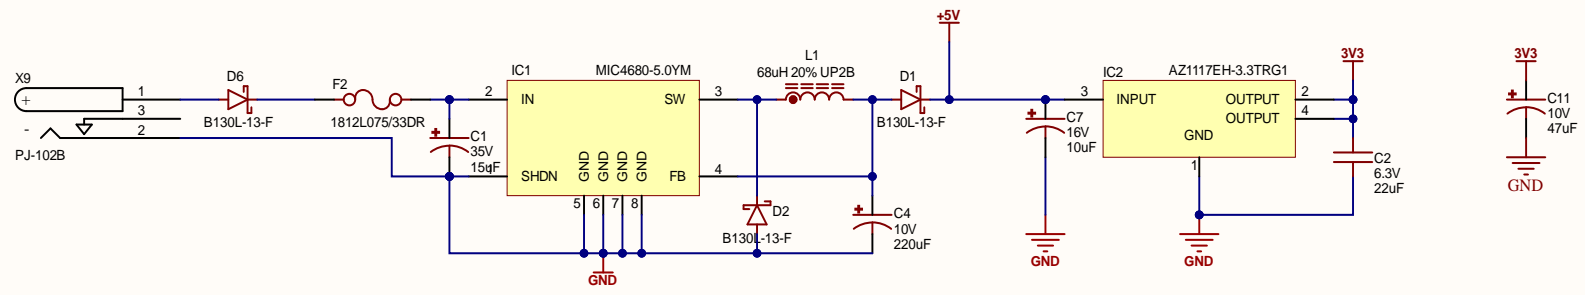 +5V
X9
+
-
PJ-102B
1
3
2
D6
B130L-13-F
F2
1812L075/33DR
C1
35V
15uF
IC1
MIC4680-5.0YM
2
IN
SW
3
1
SHDN
GND
GND
GND
GND
FB
4
5
6
7
8
GND
L1
68uH 20% UP2B
D2
B130L-13-F
D1
B130L-13-F
C4
10V
220uF
C7
16V
10uF
GND
IC2
AZ1117EH-3.3TRG1
3
INPUT
OUTPUT
2
OUTPUT
4
GND
1
GND
3V3
C2
6.3V
22uF
3V3
C11
10V
47uF
GND